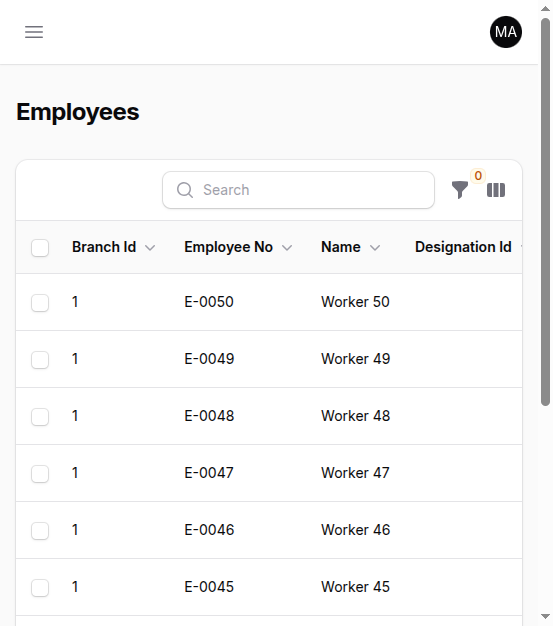 MA
Employees
Search
0
Branch Id Employee No Name Designation Id
1 E-0050 Worker 50
1 E-0049 Worker 49
1 E-0048 Worker 48
1 E-0047 Worker 47
1 E-0046 Worker 46
1 E-0045 Worker 45